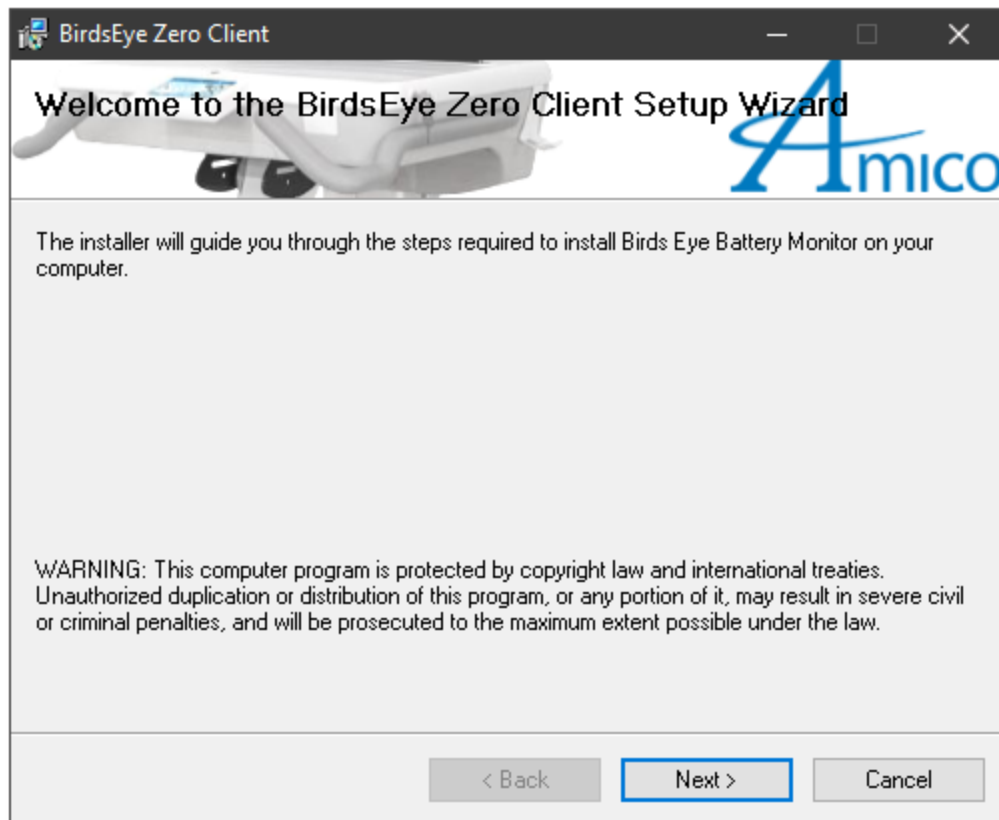 BirdsEye Zero Client
Welcome to the BirdsEye Zero Client Setup Wizard
Amico
The installer will guide you through the steps required to install Birds Eye Battery Monitor on your
computer.
WARNING: This computer program is protected by copyright law and international treaties.
Unauthorized duplication or distribution of this program, or any portion of it, may result in severe civil
or criminal penalties, and will be prosecuted to the maximum extent possible under the law.
< Back Next > Cancel